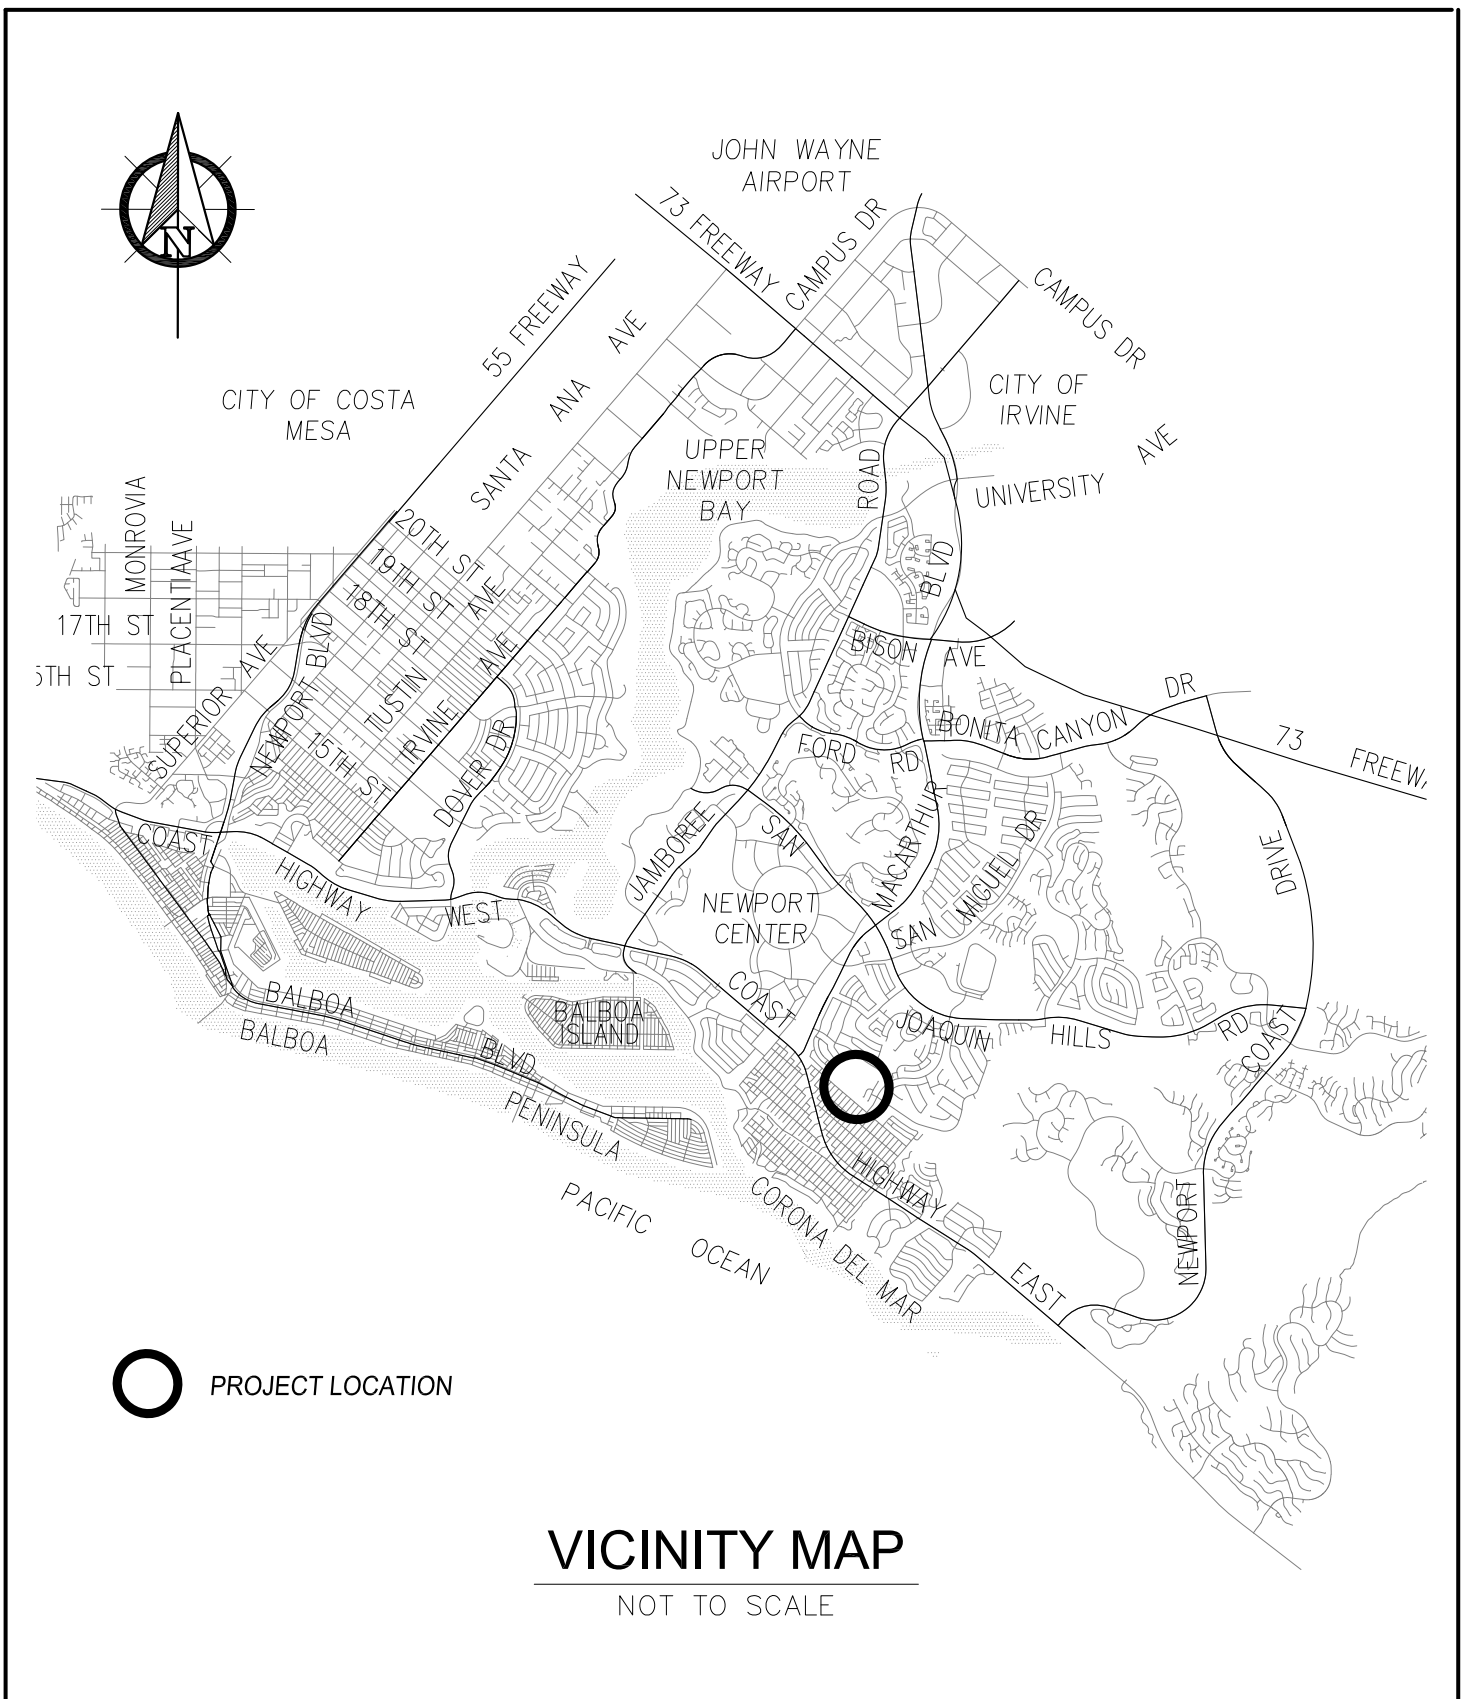 JOHN WAYNE
AIRPORT
73 FREEWAY
CAMPUS DR
CAMPUS DR
N
55 FREEWAY
SANTA ANA AVE
CITY OF COSTA
MESA
CITY OF
IRVINE
UPPER
NEWPORT
BAY
ROAD
UNIVERSITY AVE
MONROVIA
PLACENTIA AVE
20TH ST
19TH ST
18TH ST
17TH ST
5TH ST
SUPERIOR AVE
NEWPORT BLVD
15TH ST
TUSTIN AVE
IRVINE AVE
DOVER DR
BLVD
BISON AVE
BONITA CANYON DR
FORD RD
73 FREEW
MACARTHUR
JAMBOREE
SAN
SAN MIGUEL DR
DRIVE
COAST
HIGHWAY
WEST
NEWPORT
CENTER
COAST
BALBOA
BALBOA
BALBOA
ISLAND
BLVD
PENINSULA
JOAQUIN HILLS RD
COAST
NEWPORT
HIGHWAY
EAST
CORONA DEL MAR
PACIFIC OCEAN
PROJECT LOCATION
VICINITY MAP
NOT TO SCALE